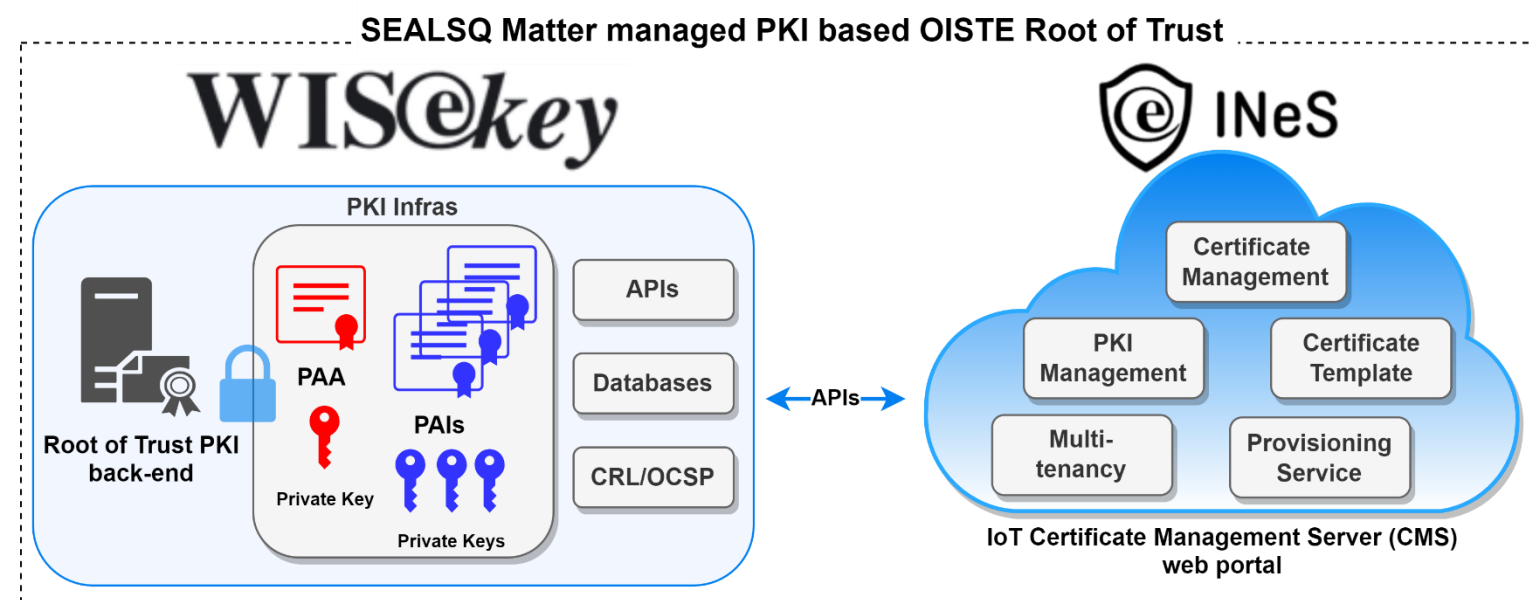 SEALSQ Matter managed PKI based OISTE Root of Trust
WISekey
e INeS
PKI Infras
PAA
Private Key
PAIs
Private Keys
Root of Trust PKI
back-end
APIs
Databases
CRL/OCSP
APIs
Certificate
Management
PKI
Management
Certificate
Template
Multi-
tenancy
Provisioning
Service
IoT Certificate Management Server (CMS)
web portal